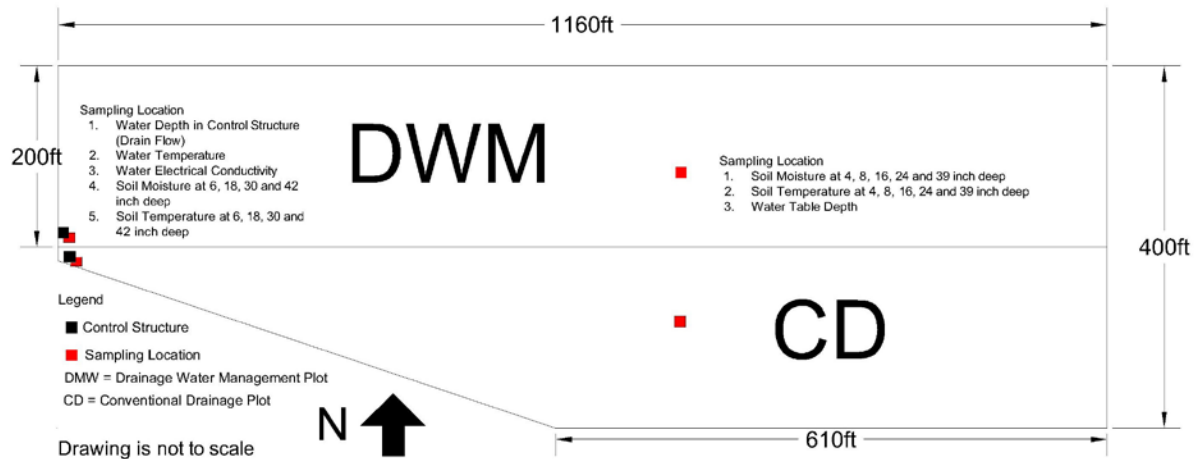 1160ft
200ft
Sampling Location
1. Water Depth in Control Structure
(Drain Flow)
2. Water Temperature
3. Water Electrical Conductivity
4. Soil Moisture at 6, 18, 30 and 42
inch deep
5. Soil Temperature at 6, 18, 30 and
42 inch deep
DWM
Sampling Location
1. Soil Moisture at 4, 8, 16, 24 and 39 inch deep
2. Soil Temperature at 4, 8, 16, 24 and 39 inch deep
3. Water Table Depth
400ft
CD
Legend
Control Structure
Sampling Location
DMW = Drainage Water Management Plot
CD = Conventional Drainage Plot
N
Drawing is not to scale
610ft